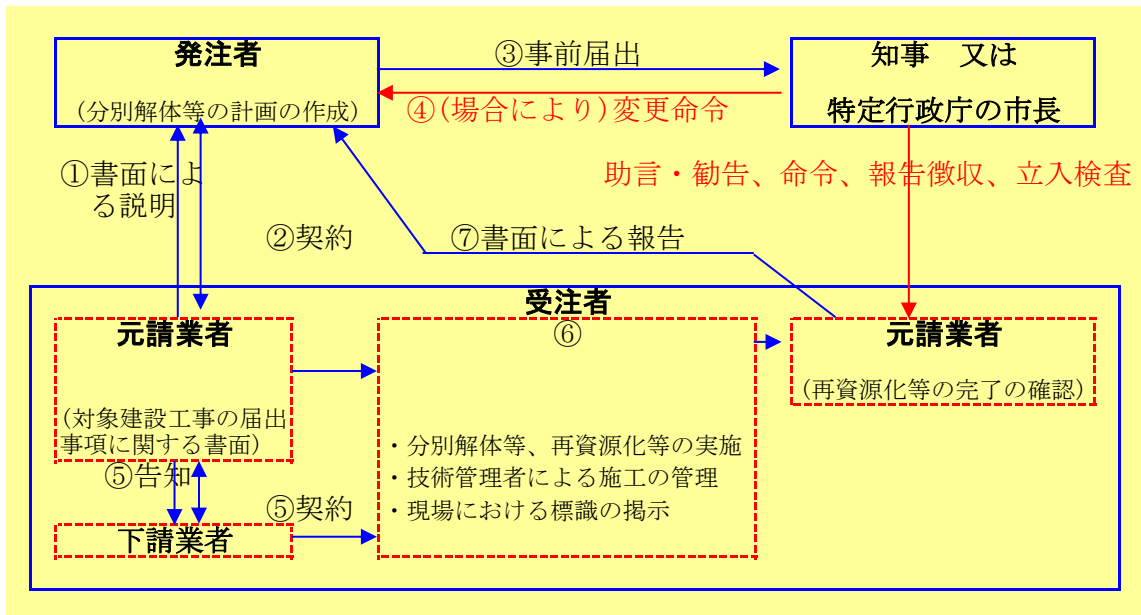 発注者
(分別解体等の計画の作成)
③事前届出
④(場合により)変更命令
知事　又は
特定行政庁の市長
①書面によ
る説明
②契約
⑦書面による報告
助言・勧告、命令、報告徴収、立入検査
受注者
元請業者
(対象建設工事の届出
事項に関する書面)
⑤告知
⑤契約
下請業者
⑥
・分別解体等、再資源化等の実施
・技術管理者による施工の管理
・現場における標識の掲示
元請業者
(再資源化等の完了の確認)